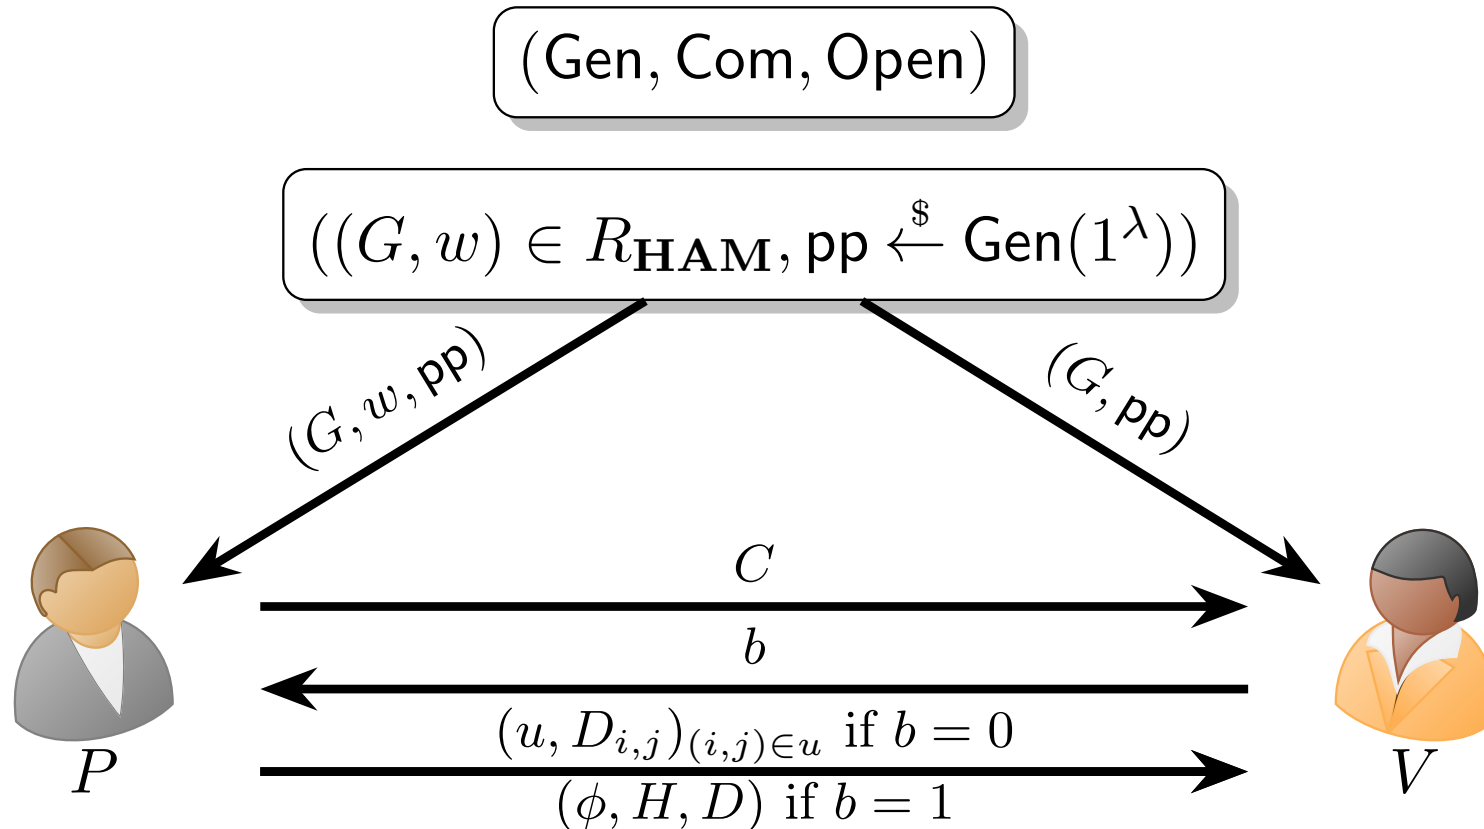 (Gen, Com, Open)
((G, w) ∈ R_HAM, pp ←$ Gen(1^λ))
(G, w, pp)
(G, pp)
C
b
(u, D_{i,j})_{(i,j)∈u} if b = 0
(ϕ, H, D) if b = 1
P
V